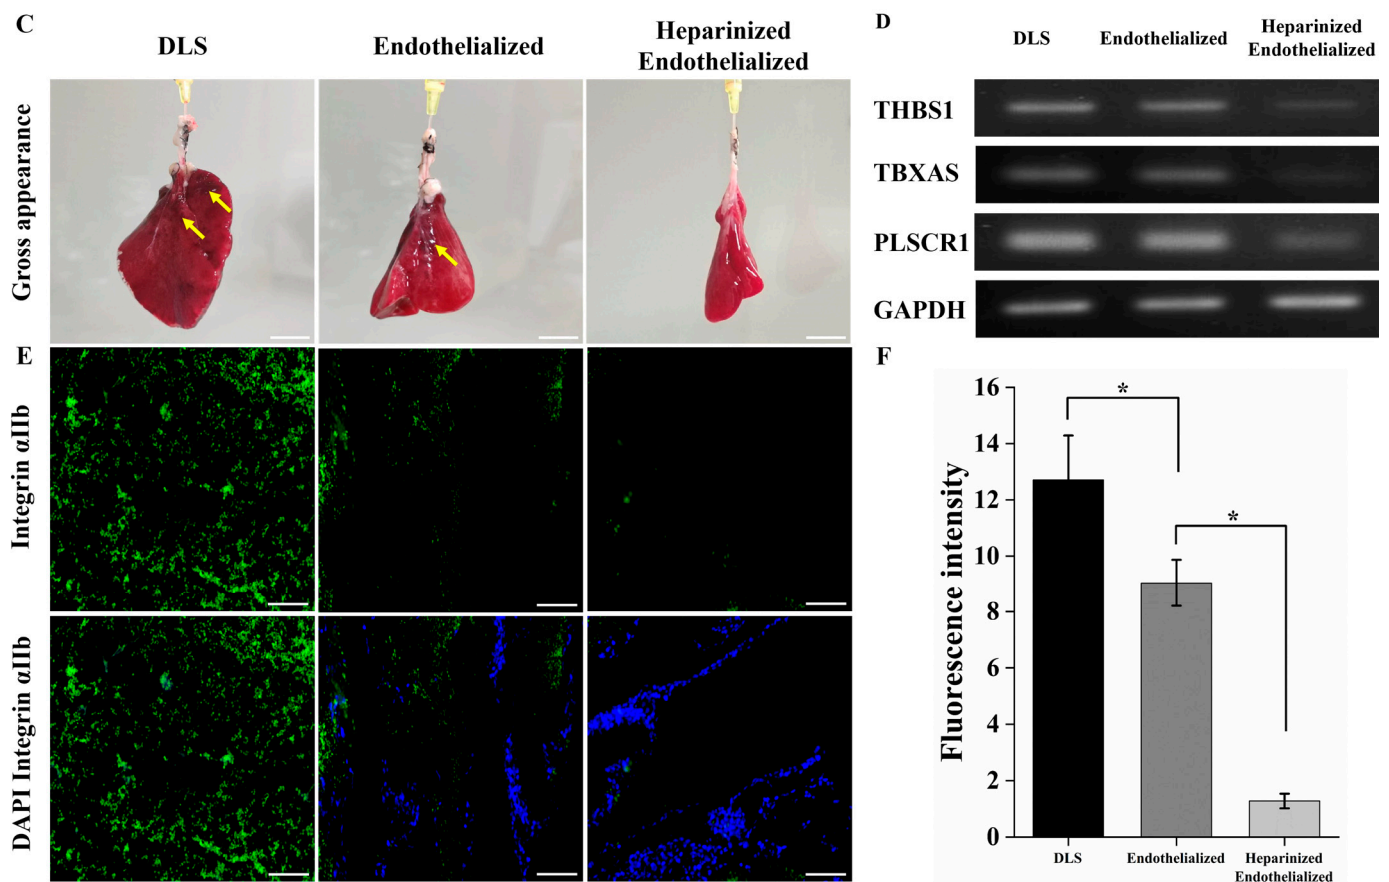 C
DLS
Endothelialized
Heparinized
Endothelialized
Gross appearance
D
DLS
Endothelialized
Heparinized
Endothelialized
THBS1
TBXAS
PLSCR1
GAPDH
E
Integrin αIIb
DAPI Integrin αIIb
F
Fluorescence intensity
16
14
12
10
8
6
4
2
0
*
*
DLS
Endothelialized
Heparinized
Endothelialized